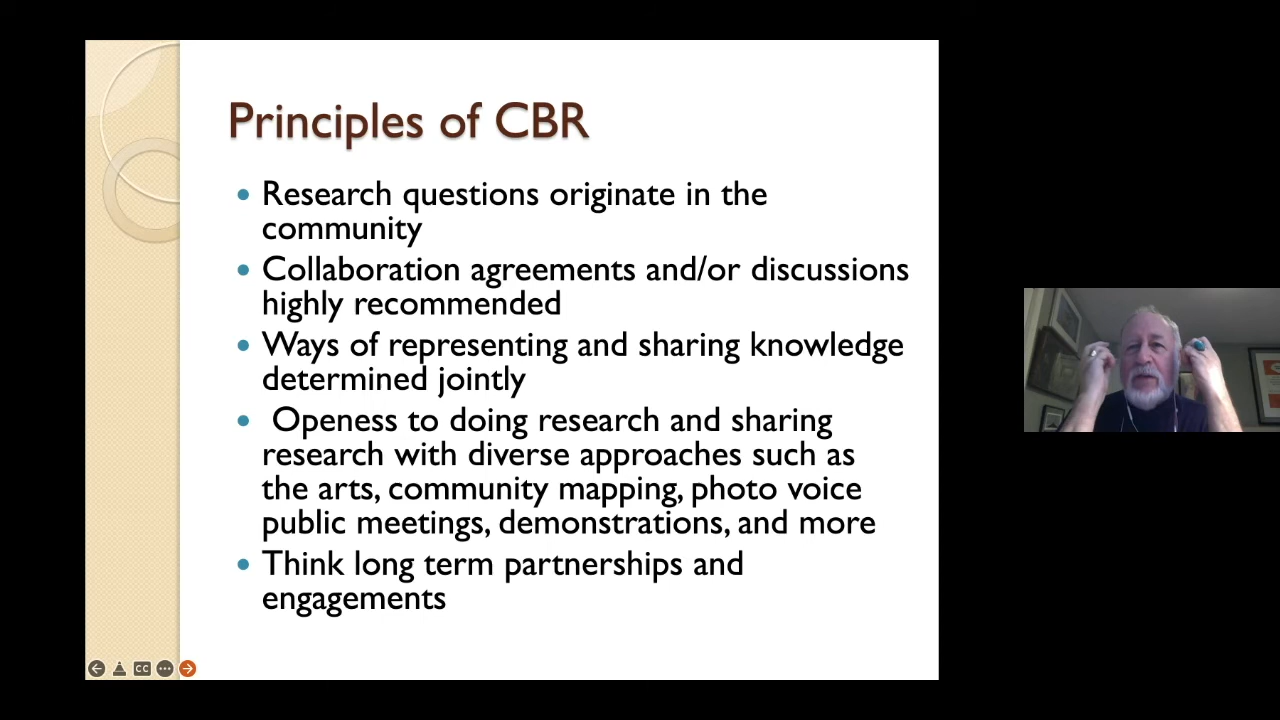 Principles of CBR
Research questions originate in the
community
Collaboration agreements and/or discussions
highly recommended
Ways of representing and sharing knowledge
determined jointly
Openess to doing research and sharing
research with diverse approaches such as
the arts, community mapping, photo voice
public meetings, demonstrations, and more
Think long term partnerships and
engagements
CC